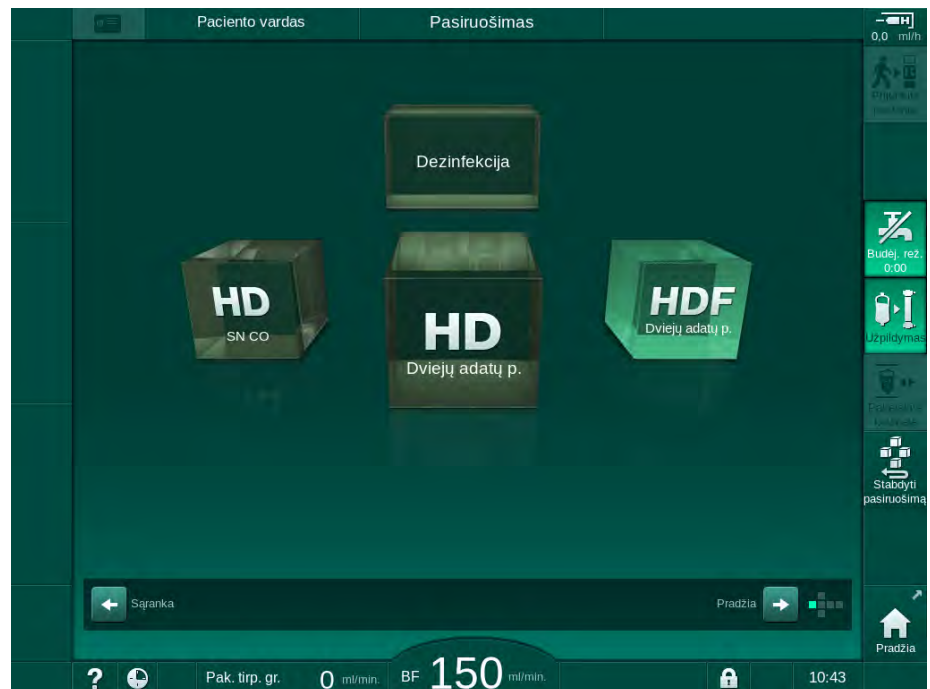 Paciento vardas
Pasiruošimas
0,0 ml/h
Dezinfekcija
HD
SN CO
HD
Dviejų adatų p.
HDF
Dviejų adatų p.
Budėj. rež.
0:00
Užpildymas
Stabdyti
pasiruošimą
Sąranka
Pradžia
Pradžia
?
Pak. tirp. gr.
0 ml/min.
BF 150 ml/min.
10:43